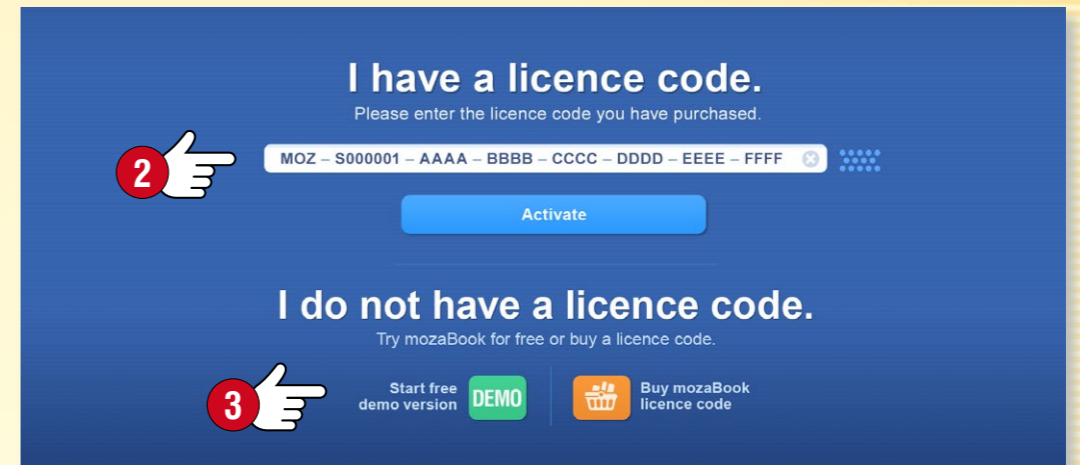 I have a licence code.
Please enter the licence code you have purchased.
2
MOZ – S000001 – AAAA – BBBB – CCCC – DDDD – EEEE – FFFF
Activate
I do not have a licence code.
Try mozaBook for free or buy a licence code.
3
Start free
demo version
DEMO
Buy mozaBook
licence code